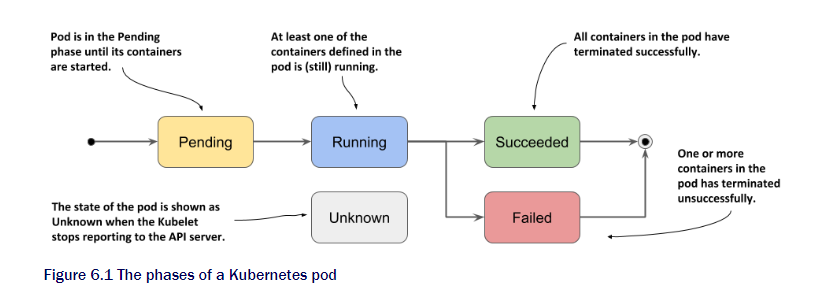 Pod is in the Pending
phase until its containers
are started.
At least one of the
containers defined in the
pod is (still) running.
All containers in the pod have
terminated successfully.
Pending
Running
Succeeded
One or more
containers in the
pod has terminated
unsuccessfully.
The state of the pod is shown as
Unknown when the Kubelet
stops reporting to the API server.
Unknown
Failed
Figure 6.1 The phases of a Kubernetes pod